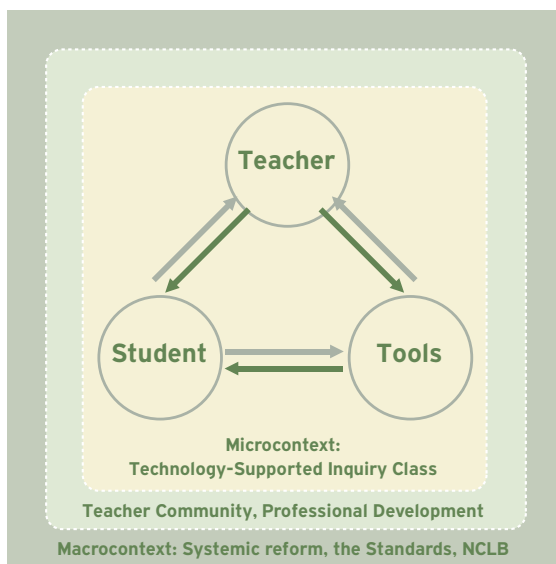 Teacher
Student
Tools
Microcontext:
Technology-Supported Inquiry Class
Teacher Community, Professional Development
Macrocontext: Systemic reform, the Standards, NCLB